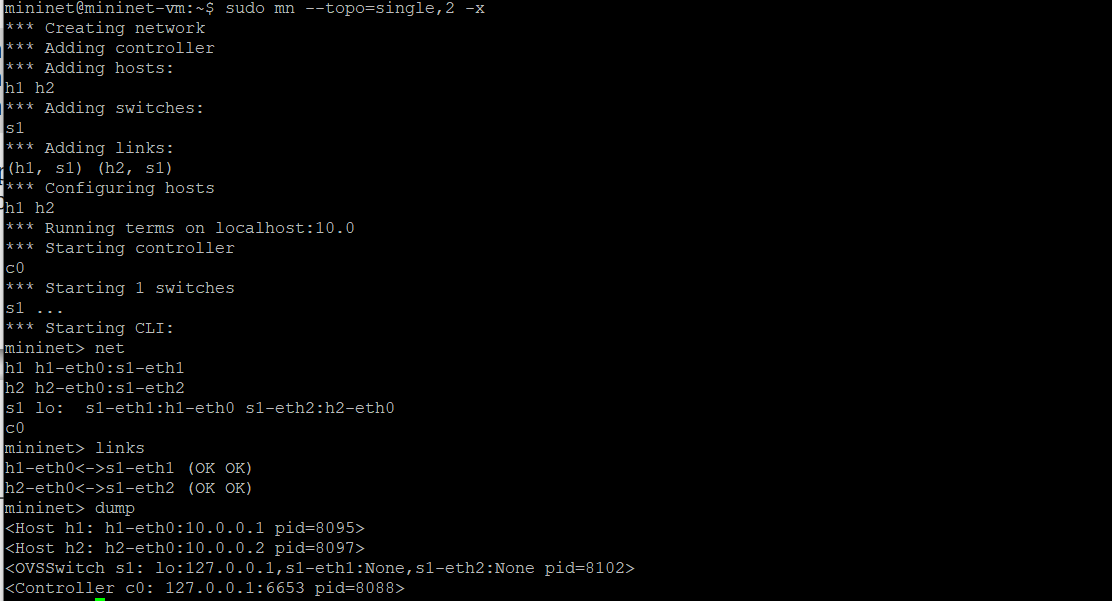 mininet@mininet-vm:~$ sudo mn --topo=single,2 -x
*** Creating network
*** Adding controller
*** Adding hosts:
h1 h2
*** Adding switches:
s1
*** Adding links:
(h1, s1) (h2, s1)
*** Configuring hosts
h1 h2
*** Running terms on localhost:10.0
*** Starting controller
c0
*** Starting 1 switches
s1 ...
*** Starting CLI:
mininet> net
h1 h1-eth0:s1-eth1
h2 h2-eth0:s1-eth2
s1 lo:  s1-eth1:h1-eth0 s1-eth2:h2-eth0
c0
mininet> links
h1-eth0<->s1-eth1 (OK OK)
h2-eth0<->s1-eth2 (OK OK)
mininet> dump
<Host h1: h1-eth0:10.0.0.1 pid=8095>
<Host h2: h2-eth0:10.0.0.2 pid=8097>
<OVSSwitch s1: lo:127.0.0.1,s1-eth1:None,s1-eth2:None pid=8102>
<Controller c0: 127.0.0.1:6653 pid=8088>